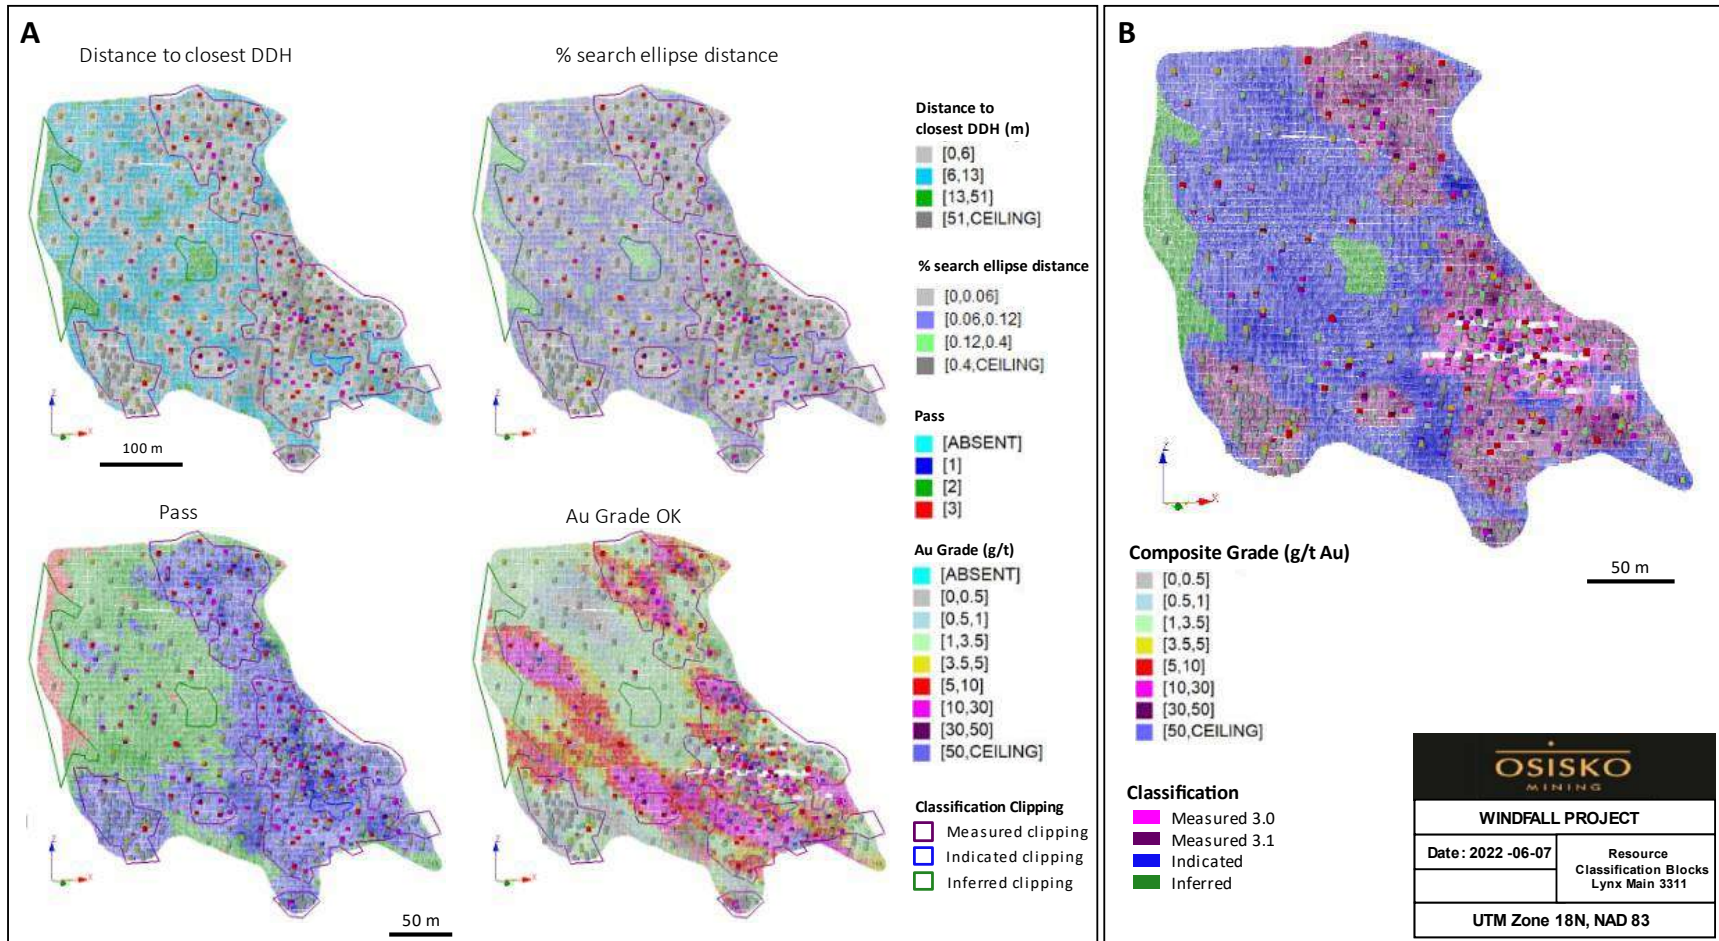 A
Distance to closest DDH
% search ellipse distance
Distance to
closest DDH (m)
[0,6]
[6,13]
[13,51]
[51,CEILING]
% search ellipse distance
[0,0.06]
[0.06,0.12]
[0.12,0.4]
[0.4,CEILING]
Z
X
100 m
Z
X
Pass
[ABSENT]
[1]
[2]
[3]
Pass
Au Grade OK
Au Grade (g/t)
[ABSENT]
[0,0.5]
[0.5,1]
[1,3.5]
[3.5,5]
[5,10]
[10,30]
[30,50]
[50,CEILING]
Classification Clipping
Measured clipping
Indicated clipping
Inferred clipping
Z
X
50 m
Z
X
B
Z
X
50 m
Composite Grade (g/t Au)
[0,0.5]
[0.5,1]
[1,3.5]
[3.5,5]
[5,10]
[10,30]
[30,50]
[50,CEILING]
Classification
Measured 3.0
Measured 3.1
Indicated
Inferred
OSISKO
MINING
WINDFALL PROJECT
Date: 2022 -06-07
Resource
Classification Blocks
Lynx Main 3311
UTM Zone 18N, NAD 83